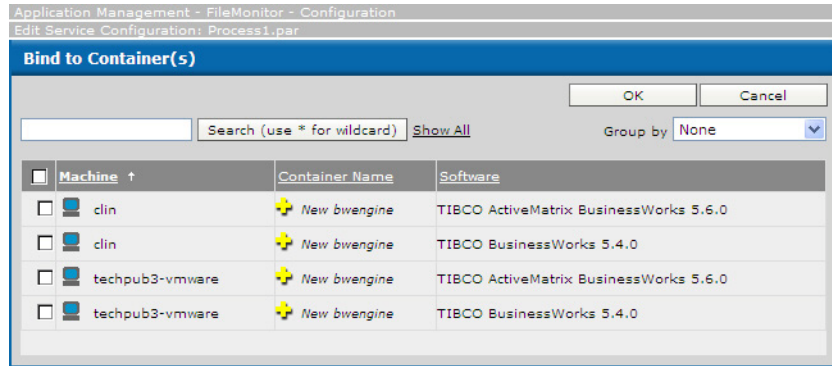 Application Management - FileMonitor - Configuration
Edit Service Configuration: Process1.par
Bind to Container(s)
OK Cancel
Search (use * for wildcard) Show All Group by None
Machine ↑ Container Name Software
clin New bwengine TIBCO ActiveMatrix BusinessWorks 5.6.0
clin New bwengine TIBCO BusinessWorks 5.4.0
techpub3-vmware New bwengine TIBCO ActiveMatrix BusinessWorks 5.6.0
techpub3-vmware New bwengine TIBCO BusinessWorks 5.4.0